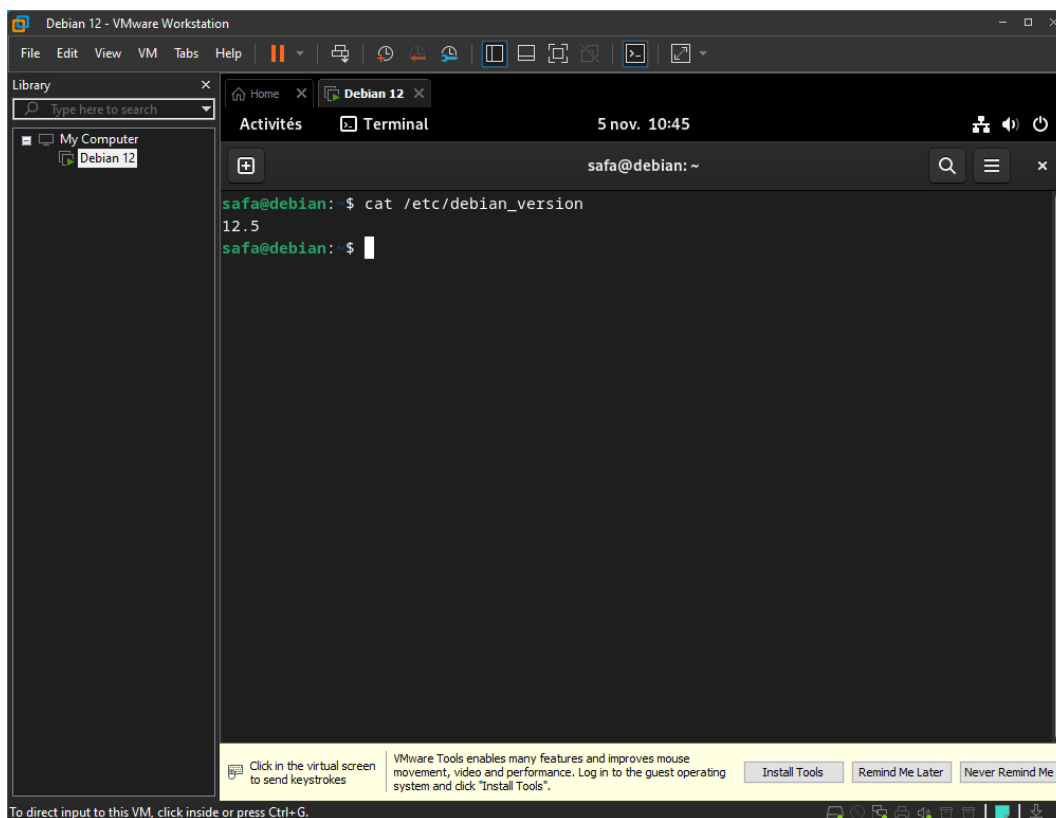 Debian 12 - VMware Workstation
File Edit View VM Tabs Help
Library
Type here to search
My Computer
Debian 12
Home
Debian 12
Activités
Terminal
5 nov. 10:45
safa@debian: ~
safa@debian:~$ cat /etc/debian_version
12.5
safa@debian:~$
Click in the virtual screen
to send keystrokes
VMware Tools enables many features and improves mouse
movement, video and performance. Log in to the guest operating
system and click "Install Tools".
Install Tools
Remind Me Later
Never Remind Me
To direct input to this VM, click inside or press Ctrl+G.